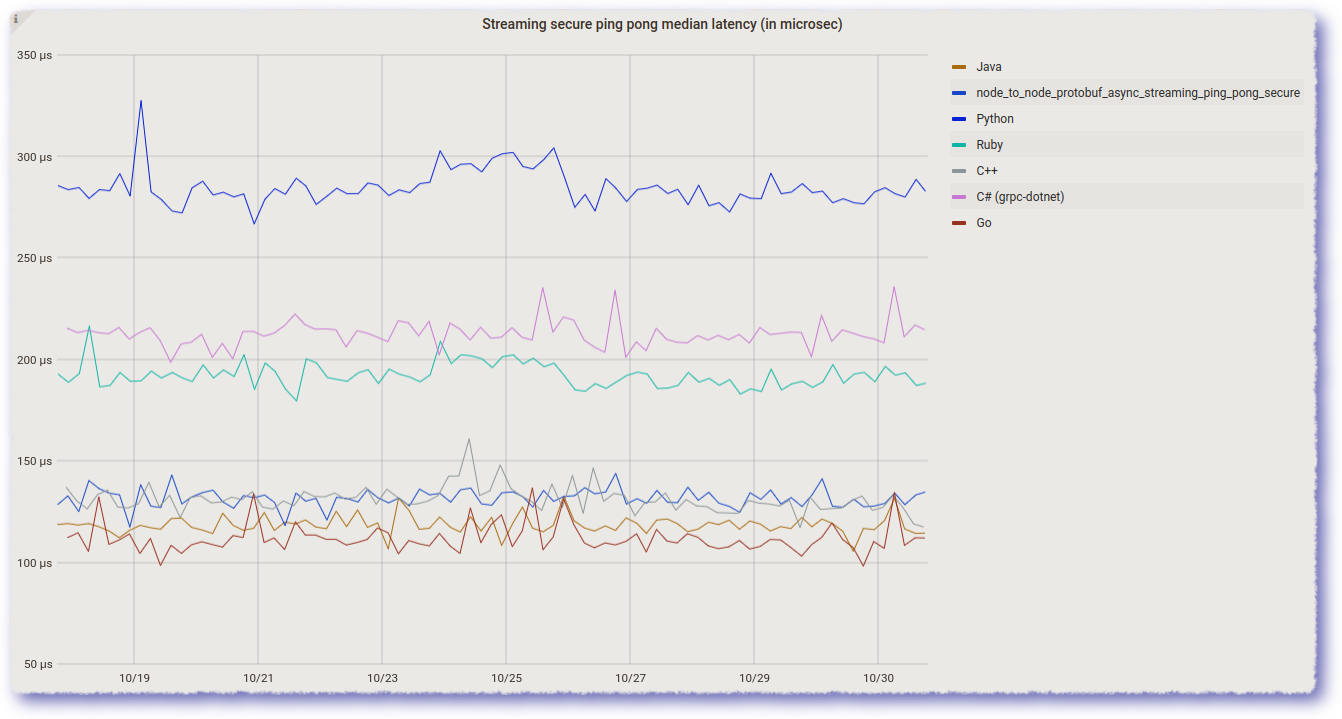 i
Streaming secure ping pong median latency (in microsec)
350 µs
300 µs
250 µs
200 µs
150 µs
100 µs
50 µs
10/19
10/21
10/23
10/25
10/27
10/29
10/30
Java
node_to_node_protobuf_async_streaming_ping_pong_secure
Python
Ruby
C++
C# (grpc-dotnet)
Go